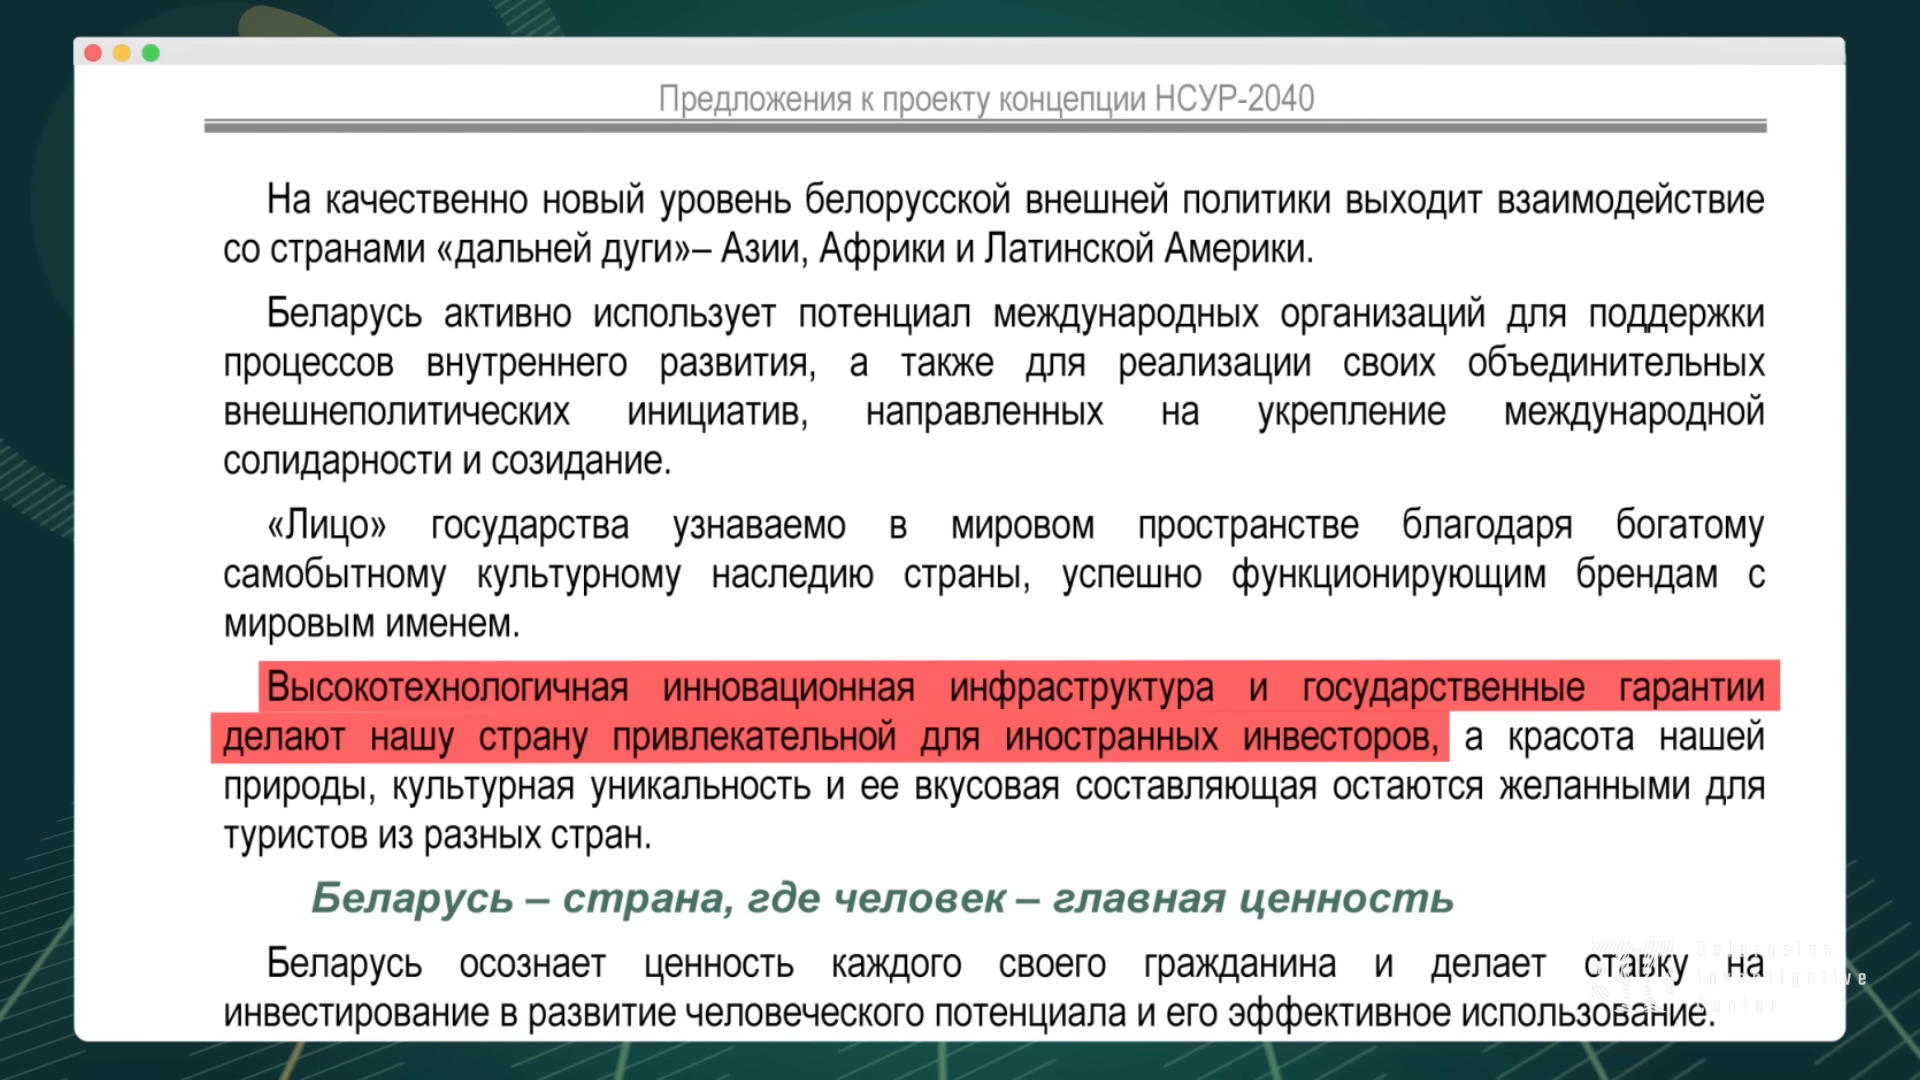 Предложения к проекту концепции НСУР-2040
На качественно новый уровень белорусской внешней политики выходит взаимодействие
со странами «дальней дуги»– Азии, Африки и Латинской Америки.
Беларусь активно использует потенциал международных организаций для поддержки
процессов внутреннего развития, а также для реализации своих объединительных
внешнеполитических инициатив, направленных на укрепление международной
солидарности и созидание.
«Лицо» государства узнаваемо в мировом пространстве благодаря богатому
самобытному культурному наследию страны, успешно функционирующим брендам с
мировым именем.
Высокотехнологичная инновационная инфраструктура и государственные гарантии
делают нашу страну привлекательной для иностранных инвесторов, а красота нашей
природы, культурная уникальность и ее вкусовая составляющая остаются желанными для
туристов из разных стран.
Беларусь – страна, где человек – главная ценность
Беларусь осознает ценность каждого своего гражданина и делает ставку на
инвестирование в развитие человеческого потенциала и его эффективное использование.
Belarusian
Investigative
Center